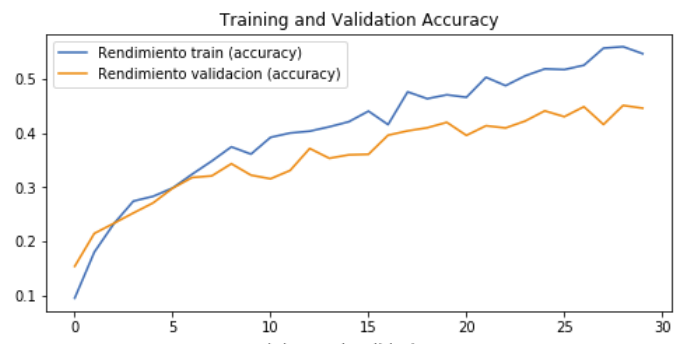 Training and Validation Accuracy
Rendimiento train (accuracy)
Rendimiento validacion (accuracy)
0.5
0.4
0.3
0.2
0.1
0 5 10 15 20 25 30